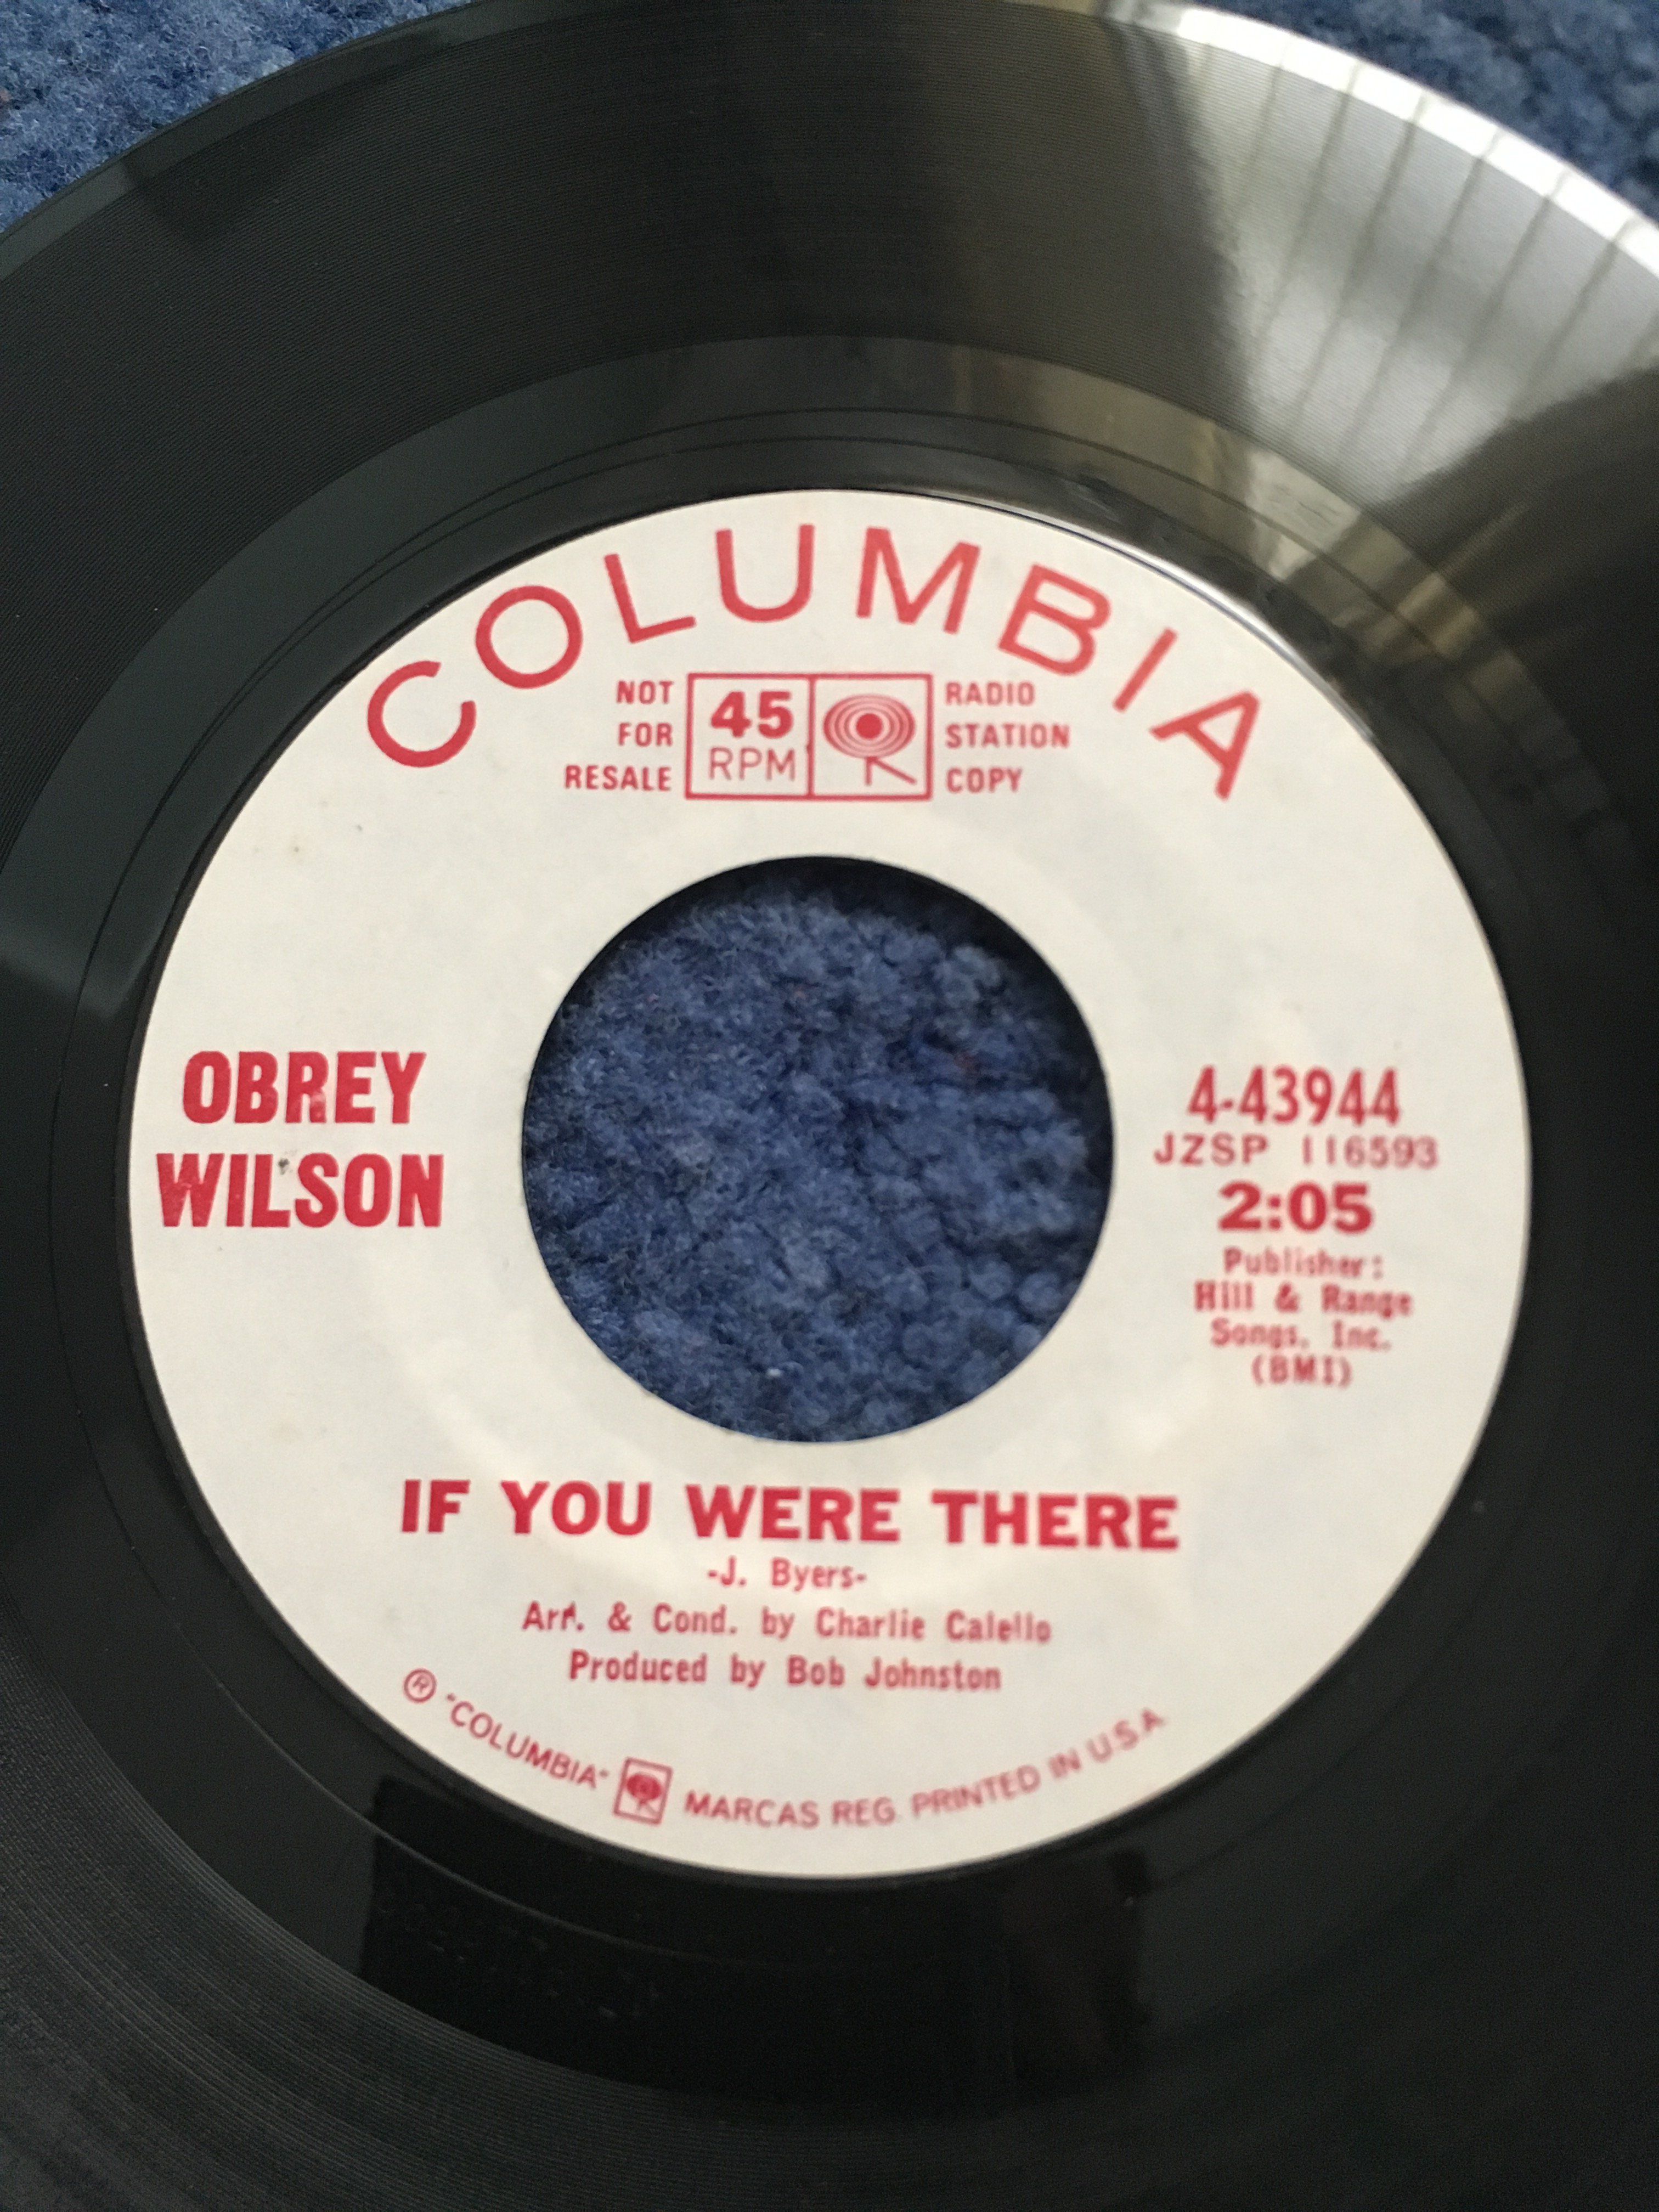 COLUMBIA
NOT
FOR
RESALE
45
RPM
RADIO
STATION
COPY
OBREY
WILSON
4-43944
JZSP 116593
2:05
Publisher:
Hill & Range
Songs, Inc.
(BMI)
IF YOU WERE THERE
-J. Byers-
Arr. & Cond. by Charlie Calello
Produced by Bob Johnston
® "COLUMBIA" MARCAS REG. PRINTED IN U.S.A.